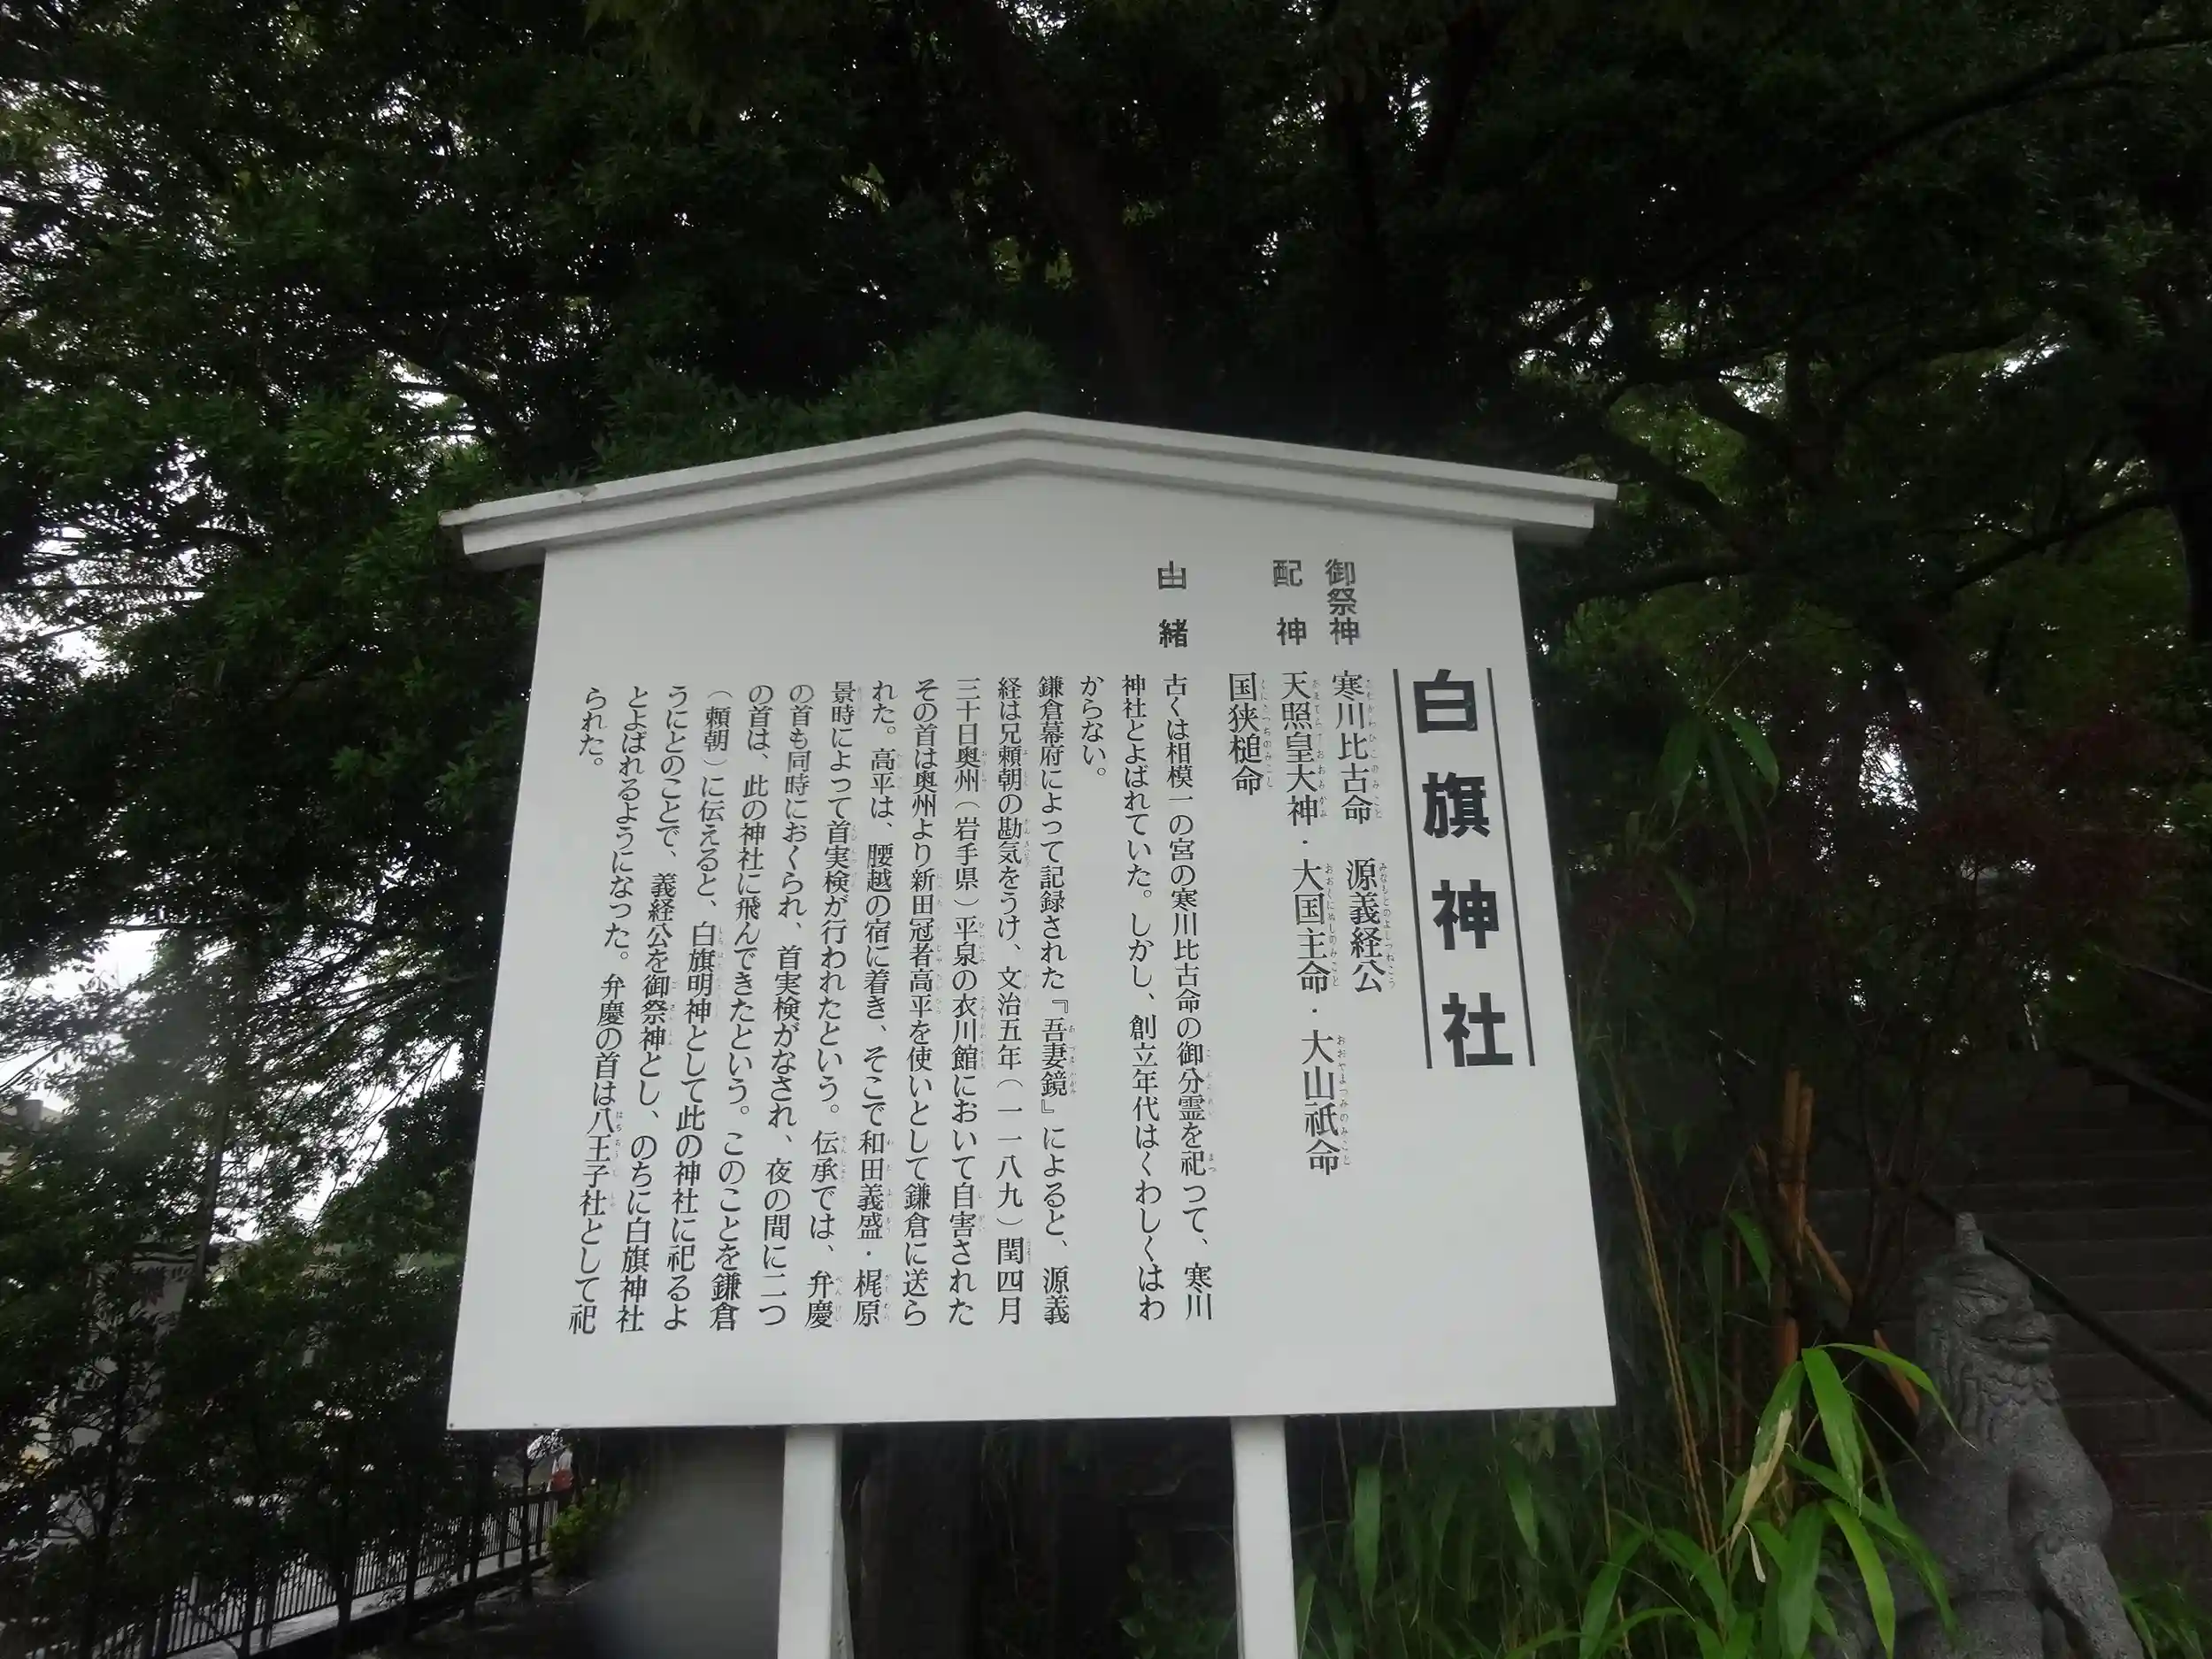 白旗神社
御祭神 寒川比古命 源義経公
配神 天照皇大神・大国主命・大山祇命
国狭槌命
由緒 古くは相模一の宮の寒川比古命の御分霊を祀つて、寒川
神社とよばれていた。しかし、創立年代はくわしくはわ
からない。
鎌倉幕府によって記録された『吾妻鏡』によると、源義
経は兄頼朝の勘気をうけ、文治五年(一一八九)閏四月
三十日奥州(岩手県)平泉の衣川館において自害された
その首は奥州より新田冠者高平を使いとして鎌倉に送ら
れた。高平は、腰越の宿に着き、そこで和田義盛・梶原
景時によって首実検が行われたという。伝承では、弁慶
の首も同時におくられ、首実検がなされ、夜の間に二つ
の首は、此の神社に飛んできたという。このことを鎌倉
(頼朝)に伝えると、白旗明神として此の神社に祀るよ
うにとのことで、義経公を御祭神とし、のちに白旗神社
とよばれるようになった。弁慶の首は八王子社として祀
られた。